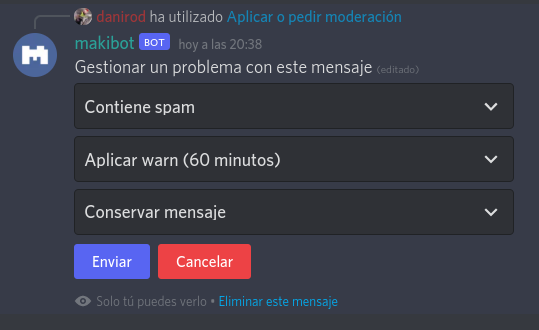 danirod ha utilizado Aplicar o pedir moderación
makibot BOT hoy a las 20:38
Gestionar un problema con este mensaje (editado)
Contiene spam
Aplicar warn (60 minutos)
Conservar mensaje
Enviar Cancelar
Solo tú puedes verlo • Eliminar este mensaje